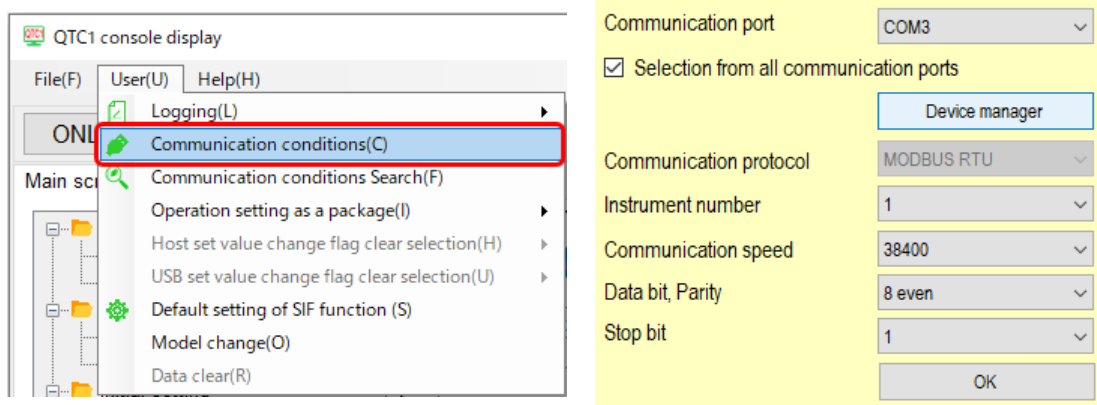 QTC1 console display
File(F) User(U) Help(H)
Logging(L)
Communication conditions(C)
Communication conditions Search(F)
Operation setting as a package(I)
Host set value change flag clear selection(H)
USB set value change flag clear selection(U)
Default setting of SIF function (S)
Model change(O)
Data clear(R)
ONL
Main scr
Communication port COM3
Selection from all communication ports
Device manager
Communication protocol MODBUS RTU
Instrument number 1
Communication speed 38400
Data bit, Parity 8 even
Stop bit 1
OK